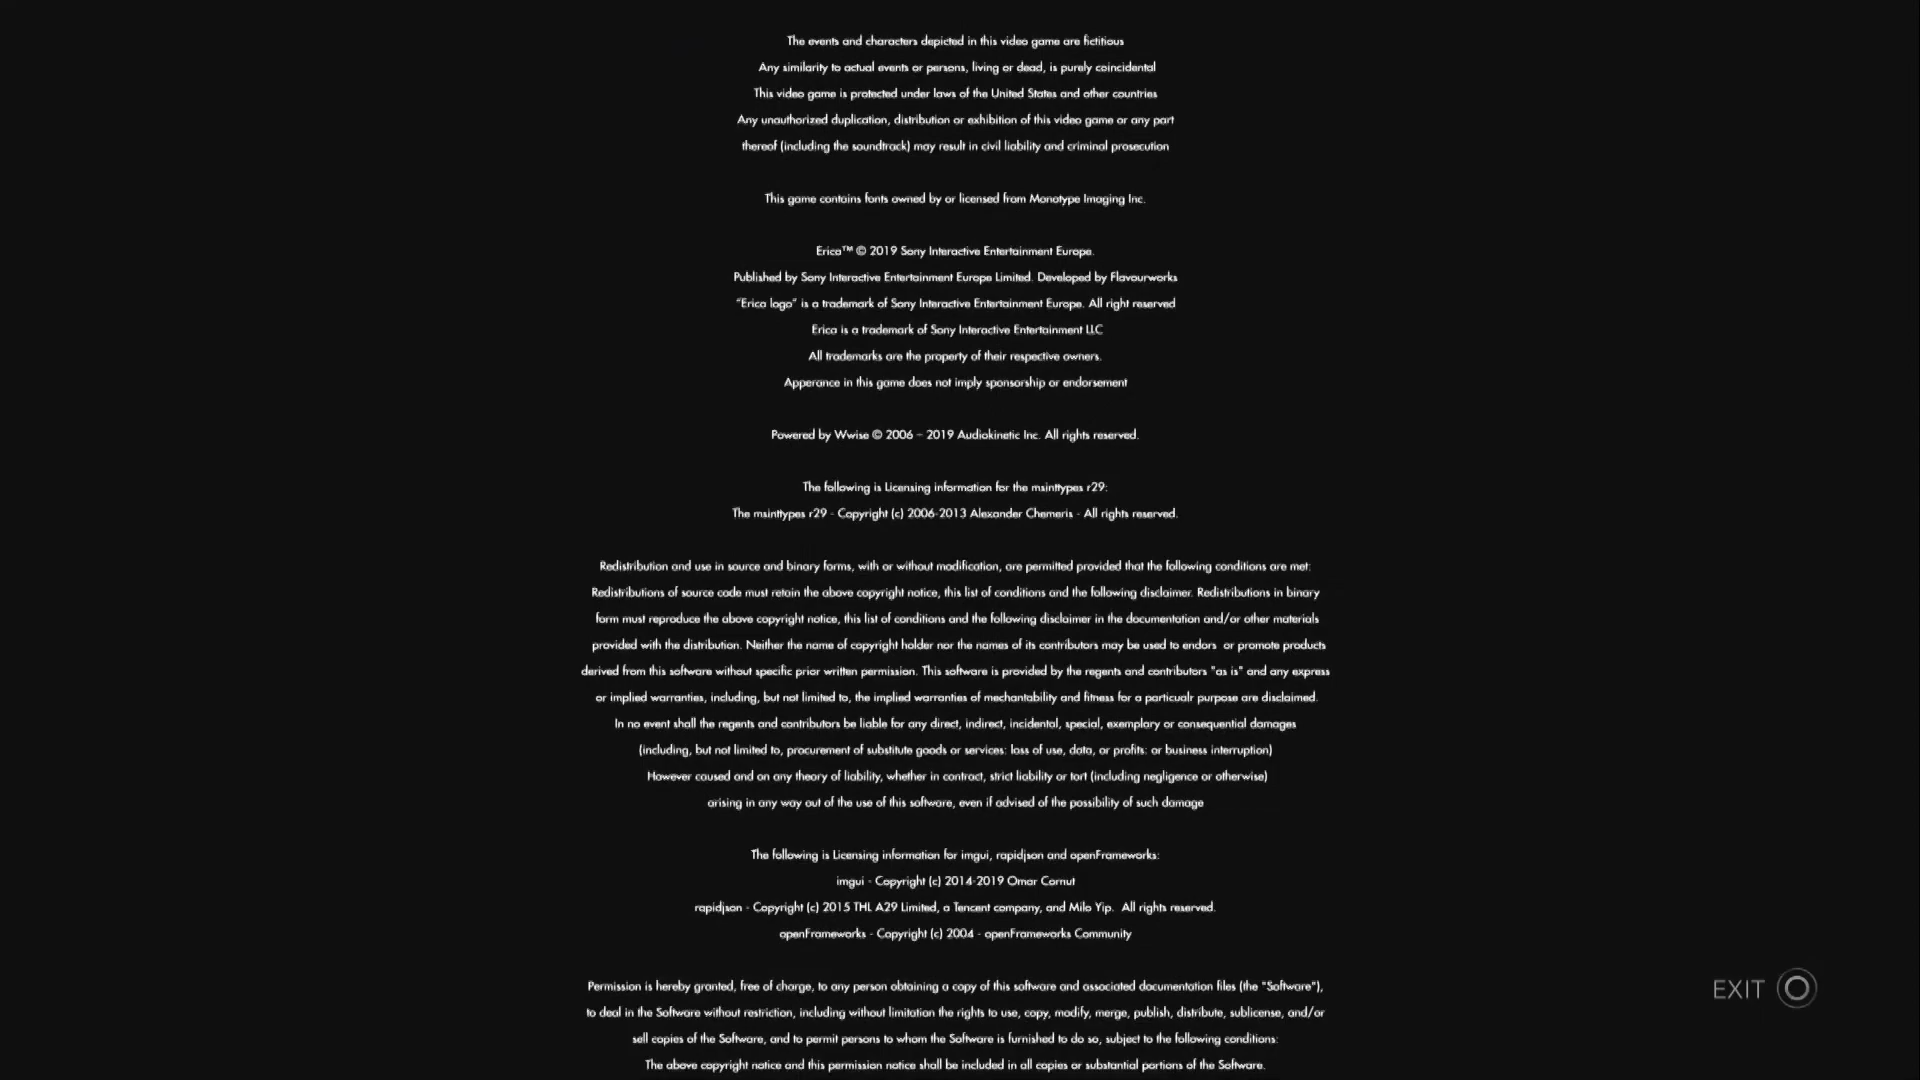 The events and characters depicted in this video game are fictitious
Any similarity to actual events or persons, living or dead, is purely coincidental
This video game is protected under laws of the United States and other countries
Any unauthorized duplication, distribution or exhibition of this video game or any part
thereof (including the soundtrack) may result in civil liability and criminal prosecution
This game contains fonts owned by or licensed from Monotype Imaging Inc.
Erica™ © 2019 Sony Interactive Entertainment Europe.
Published by Sony Interactive Entertainment Europe Limited. Developed by Flavourworks
“Erica logo” is a trademark of Sony Interactive Entertainment Europe. All right reserved
Erica is a trademark of Sony Interactive Entertainment LLC
All trademarks are the property of their respective owners.
Apperance in this game does not imply sponsorship or endorsement
Powered by Wwise © 2006 – 2019 Audiokinetic Inc. All rights reserved.
The following is Licensing information for the msinttypes r29:
The msinttypes r29 - Copyright (c) 2006-2013 Alexander Chemeris - All rights reserved.
Redistribution and use in source and binary forms, with or without modification, are permitted provided that the following conditions are met:
Redistributions of source code must retain the above copyright notice, this list of conditions and the following disclaimer. Redistributions in binary
form must reproduce the above copyright notice, this list of conditions and the following disclaimer in the documentation and/or other materials
provided with the distribution. Neither the name of copyright holder nor the names of its contributors may be used to endors  or promote products
derived from this software without specific prior written permission. This software is provided by the regents and contributors "as is" and any express
or implied warranties, including, but not limited to, the implied warranties of mechantability and fitness for a particualr purpose are disclaimed.
In no event shall the regents and contributors be liable for any direct, indirect, incidental, special, exemplary or consequential damages
(including, but not limited to, procurement of substitute goods or services: loss of use, data, or profits: or business interruption)
However caused and on any theory of liability, whether in contract, strict liability or tort (including negligence or otherwise)
arising in any way out of the use of this software, even if advised of the possibility of such damage
The following is Licensing information for imgui, rapidjson and openFrameworks:
imgui - Copyright (c) 2014-2019 Omar Cornut
rapidjson - Copyright (c) 2015 THL A29 Limited, a Tencent company, and Milo Yip.  All rights reserved.
openFrameworks - Copyright (c) 2004 - openFrameworks Community
Permission is hereby granted, free of charge, to any person obtaining a copy of this software and associated documentation files (the "Software"),
to deal in the Software without restriction, including without limitation the rights to use, copy, modify, merge, publish, distribute, sublicense, and/or
sell copies of the Software, and to permit persons to whom the Software is furnished to do so, subject to the following conditions:
The above copyright notice and this permission notice shall be included in all copies or substantial portions of the Software.
EXIT